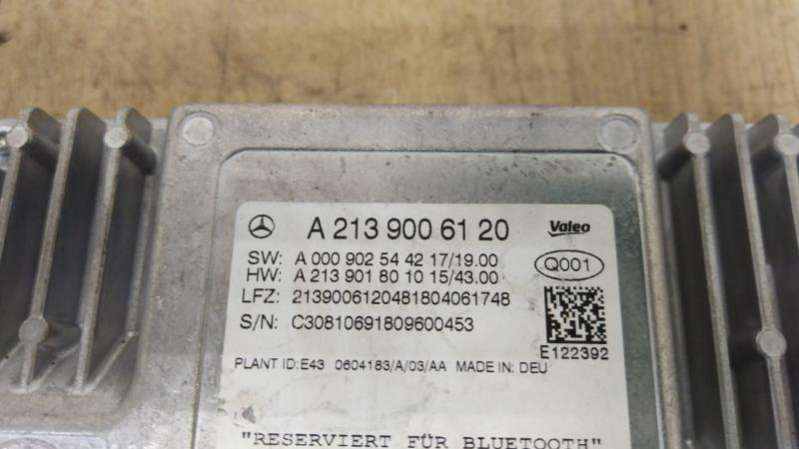 A 213 900 61 20
Valeo
SW: A 000 902 54 42 17/19.00
HW: A 213 901 80 10 15/43.00
Q001
LFZ: 2139006120481804061748
S/N: C30810691809600453
E122392
PLANT ID:E43 0604183/A/03/AA MADE IN: DEU
"RESERVIERT FÜR BLUETOOTH"